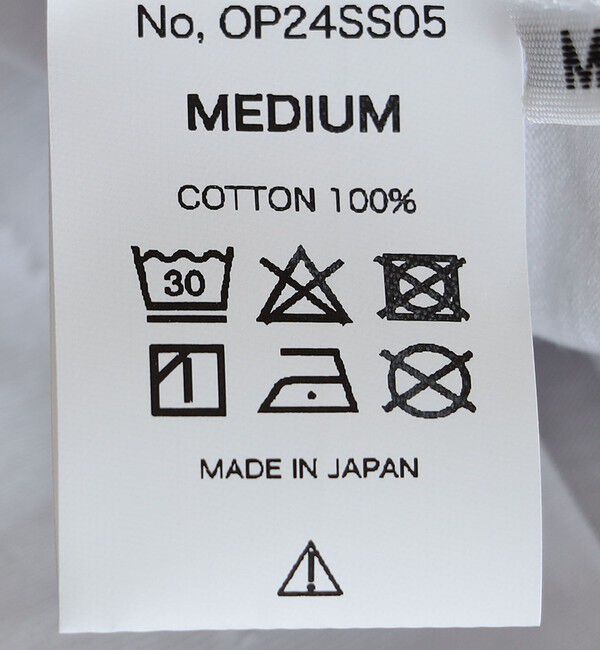 No, OP24SS05
M
MEDIUM
COTTON 100%
30
MADE IN JAPAN